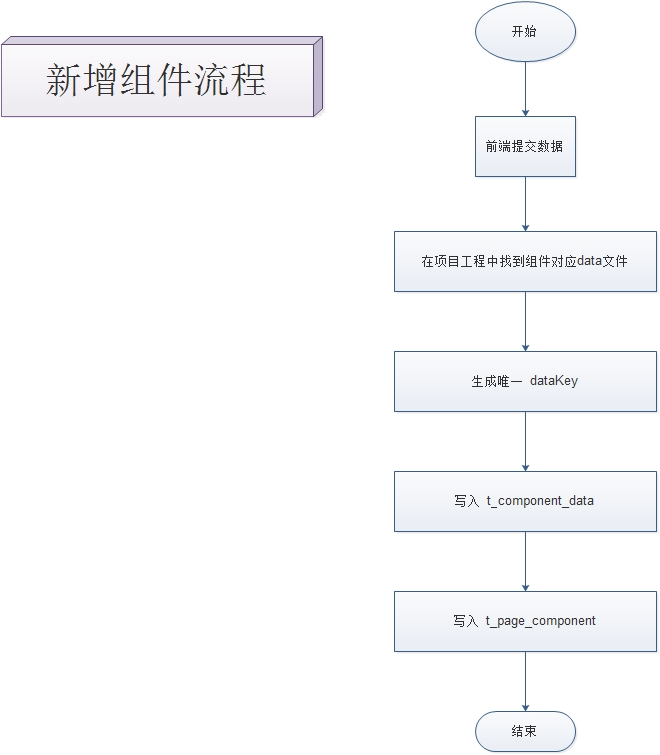 新增组件流程
开始
前端提交数据
在项目工程中找到组件对应data文件
生成唯一 dataKey
写入 t_component_data
写入 t_page_component
结束